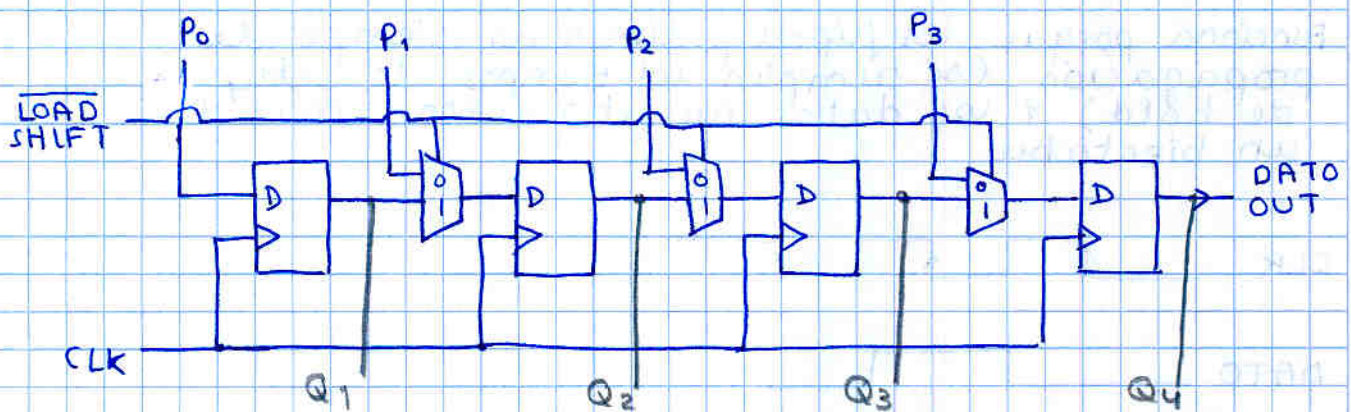 P0 P1 P2 P3
LOAD
SHIFT
0 0 0
D 1 D 1 D 1 D
DATO
OUT
CLK
Q1 Q2 Q3 Q4